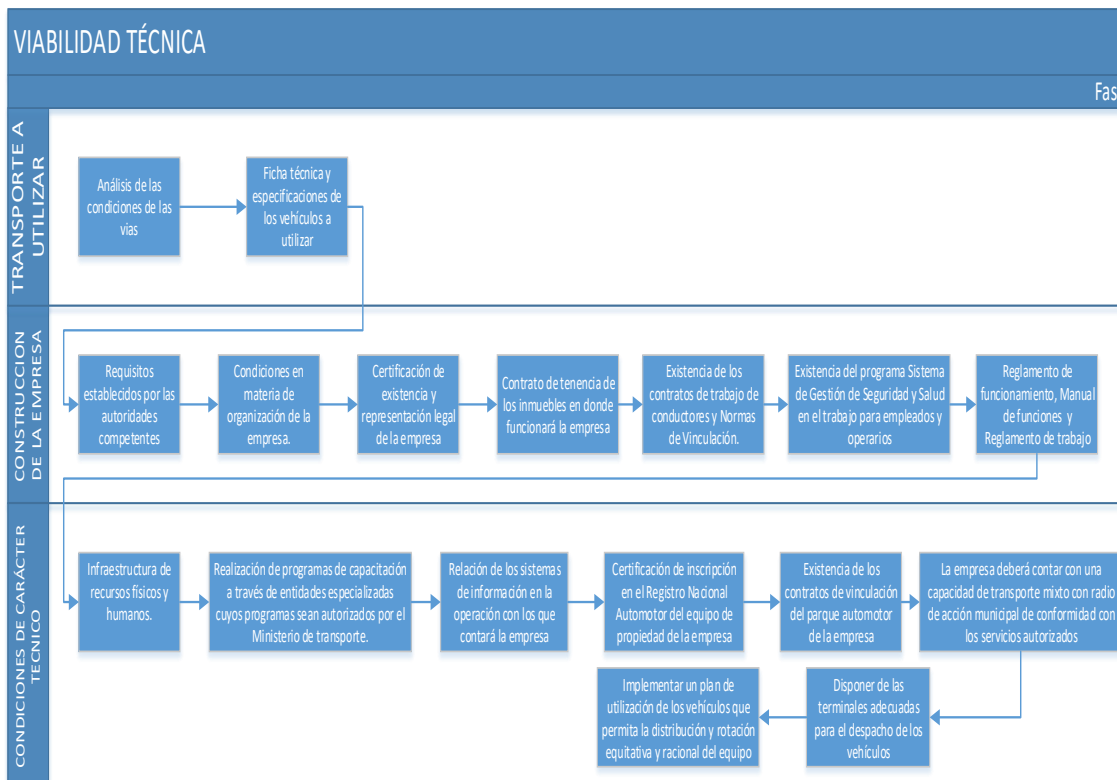 VIABILIDAD TÉCNICA
Fas
TRANSPORTE A
UTILIZAR
Análisis de las
condiciones de las
vias
Ficha técnica y
especificaciones de
los vehículos a
utilizar
CONSTRUCCION
DE LA EMPRESA
Requisitos
establecidos por las
autoridades
competentes
Condiciones en
materia de
organización de la
empresa.
Certificación de
existencia y
representación legal
de la empresa
Contrato de tenencia de
los inmuebles en donde
funcionará la empresa
Existencia de los
contratos de trabajo de
conductores y Normas
de Vinculación.
Existencia del programa Sistema
de Gestión de Seguridad y Salud
en el trabajo para empleados y
operarios
Reglamento de
funcionamiento, Manual
de funciones y
Reglamento de trabajo
CONDICIONES DE CARÁCTER
TECNICO
Infraestructura de
recursos físicos y
humanos.
Realización de programas de capacitación
a través de entidades especializadas
cuyos programas sean autorizados por el
Ministerio de transporte.
Relación de los sistemas
de información en la
operación con los que
contará la empresa
Certificación de inscripción
en el Registro Nacional
Automotor del equipo de
propiedad de la empresa
Existencia de los
contratos de vinculación
del parque automotor
de la empresa
La empresa deberá contar con una
capacidad de transporte mixto con radio
de acción municipal de conformidad con
los servicios autorizados
Disponer de las
terminales adecuadas
para el despacho de los
vehículos
Implementar un plan de
utilización de los vehículos que
permita la distribución y rotación
equitativa y racional del equipo